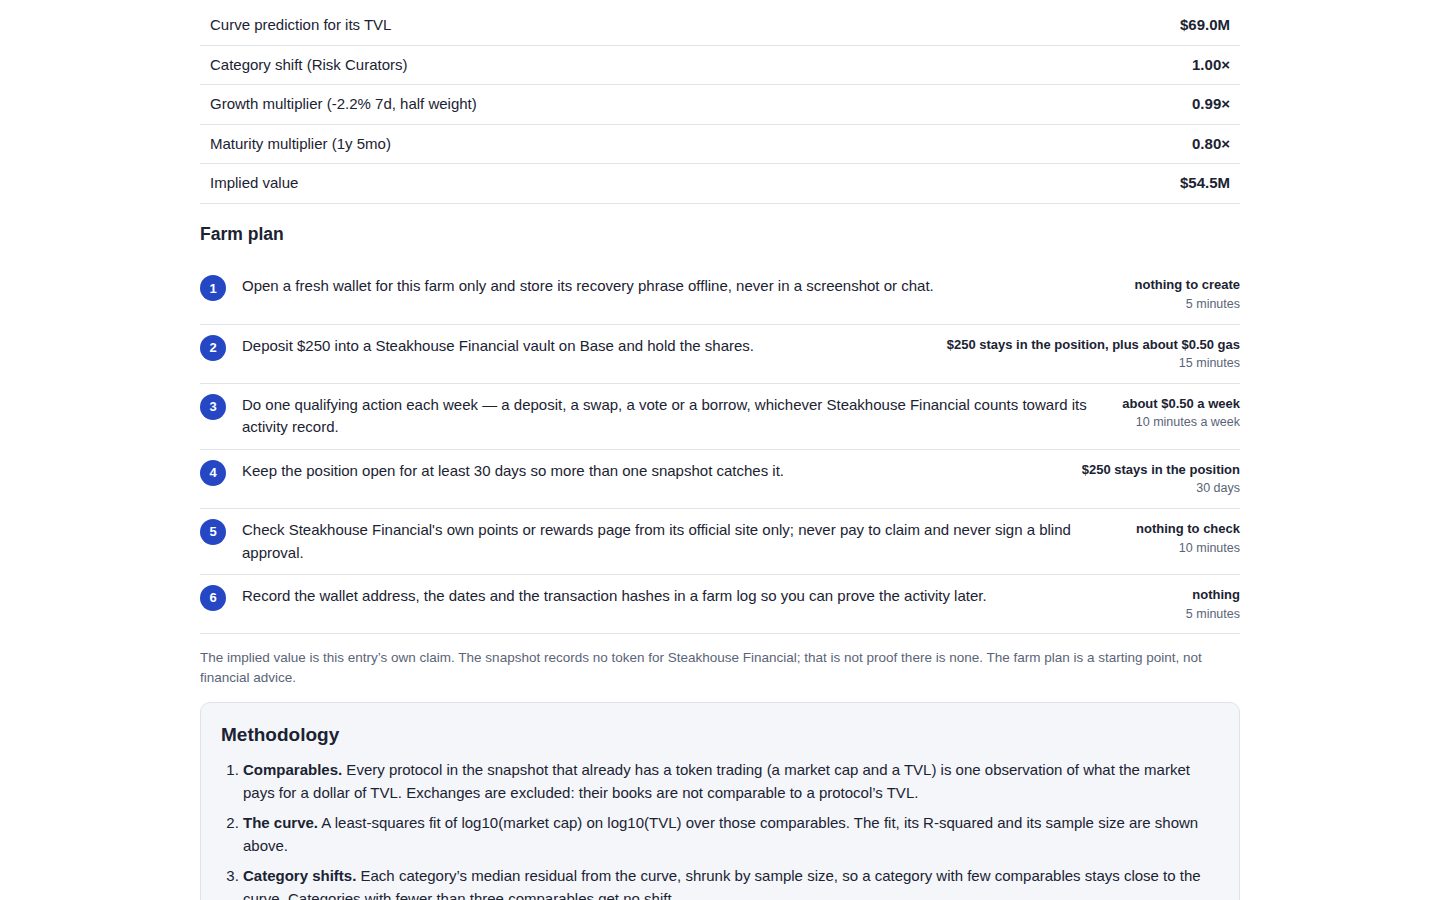 Curve prediction for its TVL $69.0M
Category shift (Risk Curators) 1.00×
Growth multiplier (-2.2% 7d, half weight) 0.99×
Maturity multiplier (1y 5mo) 0.80×
Implied value $54.5M
Farm plan
1 Open a fresh wallet for this farm only and store its recovery phrase offline, never in a screenshot or chat. nothing to create
5 minutes
2 Deposit $250 into a Steakhouse Financial vault on Base and hold the shares. $250 stays in the position, plus about $0.50 gas
15 minutes
3 Do one qualifying action each week — a deposit, a swap, a vote or a borrow, whichever Steakhouse Financial counts toward its about $0.50 a week
activity record. 10 minutes a week
4 Keep the position open for at least 30 days so more than one snapshot catches it. $250 stays in the position
30 days
5 Check Steakhouse Financial's own points or rewards page from its official site only; never pay to claim and never sign a blind nothing to check
approval. 10 minutes
6 Record the wallet address, the dates and the transaction hashes in a farm log so you can prove the activity later. nothing
5 minutes
The implied value is this entry’s own claim. The snapshot records no token for Steakhouse Financial; that is not proof there is none. The farm plan is a starting point, not
financial advice.
Methodology
1. Comparables. Every protocol in the snapshot that already has a token trading (a market cap and a TVL) is one observation of what the market
pays for a dollar of TVL. Exchanges are excluded: their books are not comparable to a protocol’s TVL.
2. The curve. A least-squares fit of log10(market cap) on log10(TVL) over those comparables. The fit, its R-squared and its sample size are shown
above.
3. Category shifts. Each category’s median residual from the curve, shrunk by sample size, so a category with few comparables stays close to the
curve. Categories with fewer than three comparables get no shift.